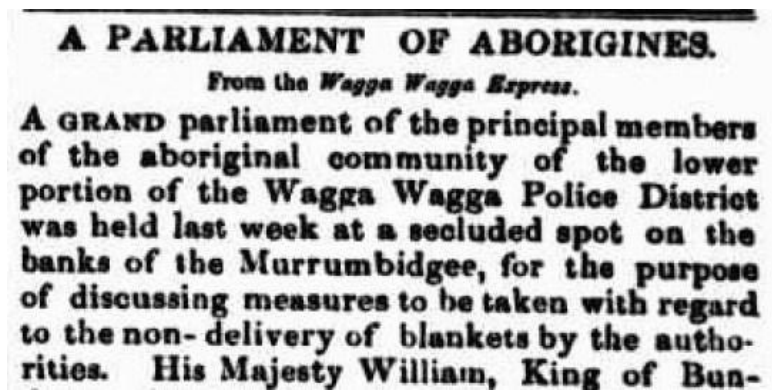 A PARLIAMENT OF ABORIGINES.
From the Wagga Wagga Express.
A GRAND parliament of the principal members
of the aboriginal community of the lower
portion of the Wagga Wagga Police District
was held last week at a secluded spot on the
banks of the Murrumbidgee, for the purpose
of discussing measures to be taken with regard
to the non-delivery of blankets by the autho-
rities. His Majesty William, King of Bun-